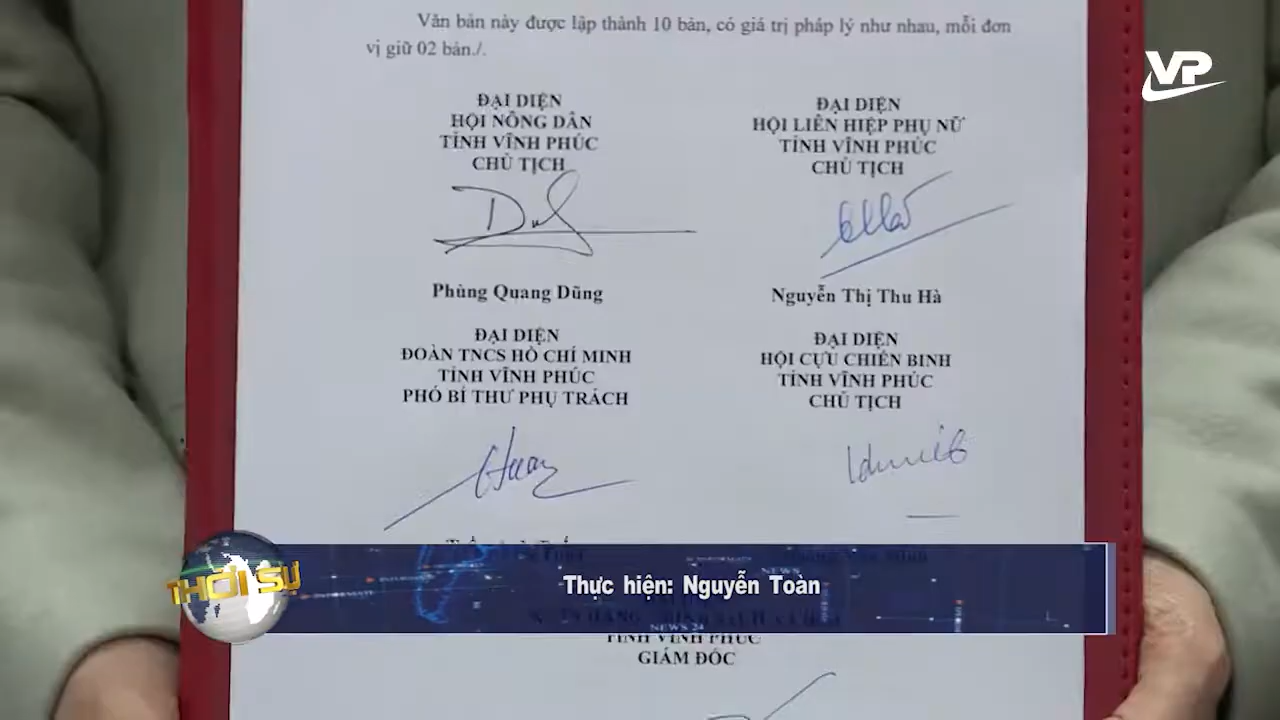 Văn bản này được lập thành 10 bản, có giá trị pháp lý như nhau, mỗi đơn
vị giữ 02 bản./.
VP
ĐẠI DIỆN
HỘI NÔNG DÂN
TỈNH VĨNH PHÚC
CHỦ TỊCH
Phùng Quang Dũng
ĐẠI DIỆN
HỘI LIÊN HIỆP PHỤ NỮ
TỈNH VĨNH PHÚC
CHỦ TỊCH
Nguyễn Thị Thu Hà
ĐẠI DIỆN
ĐOÀN TNCS HỒ CHÍ MINH
TỈNH VĨNH PHÚC
PHÓ BÍ THƯ PHỤ TRÁCH
ĐẠI DIỆN
HỘI CỰU CHIẾN BINH
TỈNH VĨNH PHÚC
CHỦ TỊCH
THỜI SỰ
Thực hiện: Nguyễn Toàn
NEWS
NEWS 24
TỈNH VĨNH PHÚC
GIÁM ĐỐC